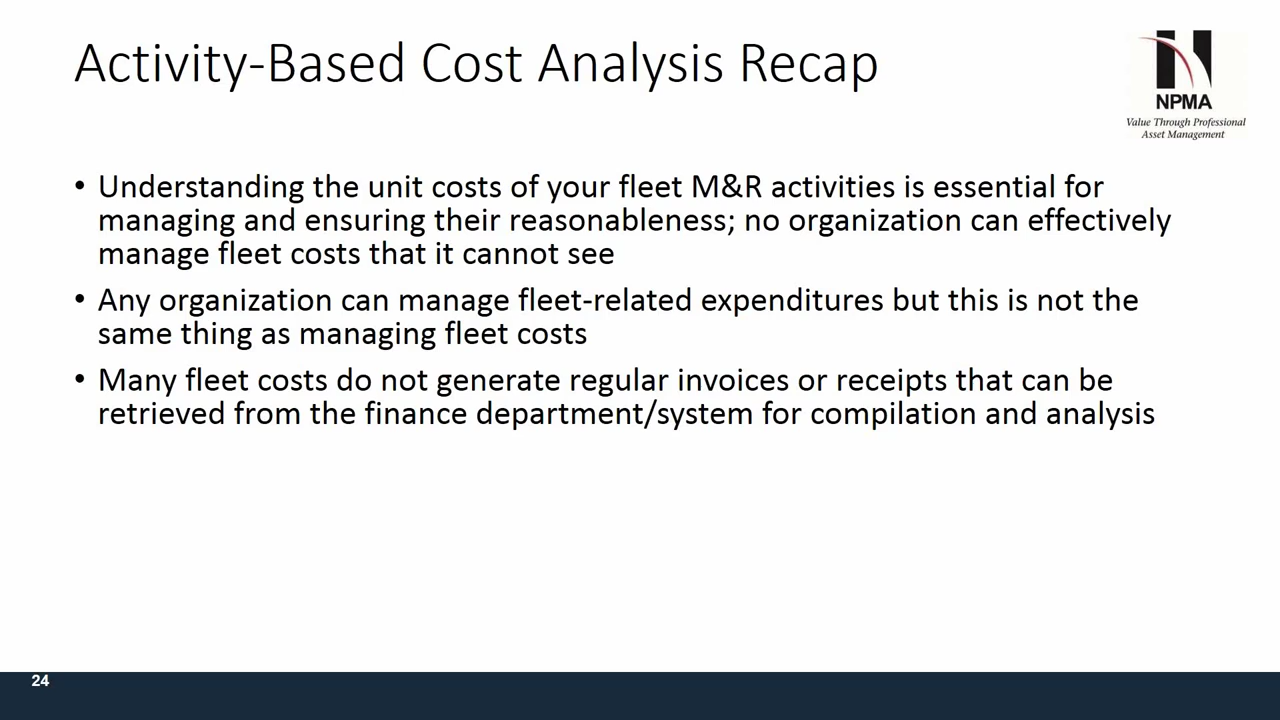 Activity-Based Cost Analysis Recap
NPMA
Value Through Professional
Asset Management
• Understanding the unit costs of your fleet M&R activities is essential for
managing and ensuring their reasonableness; no organization can effectively
manage fleet costs that it cannot see
• Any organization can manage fleet-related expenditures but this is not the
same thing as managing fleet costs
• Many fleet costs do not generate regular invoices or receipts that can be
retrieved from the finance department/system for compilation and analysis
24